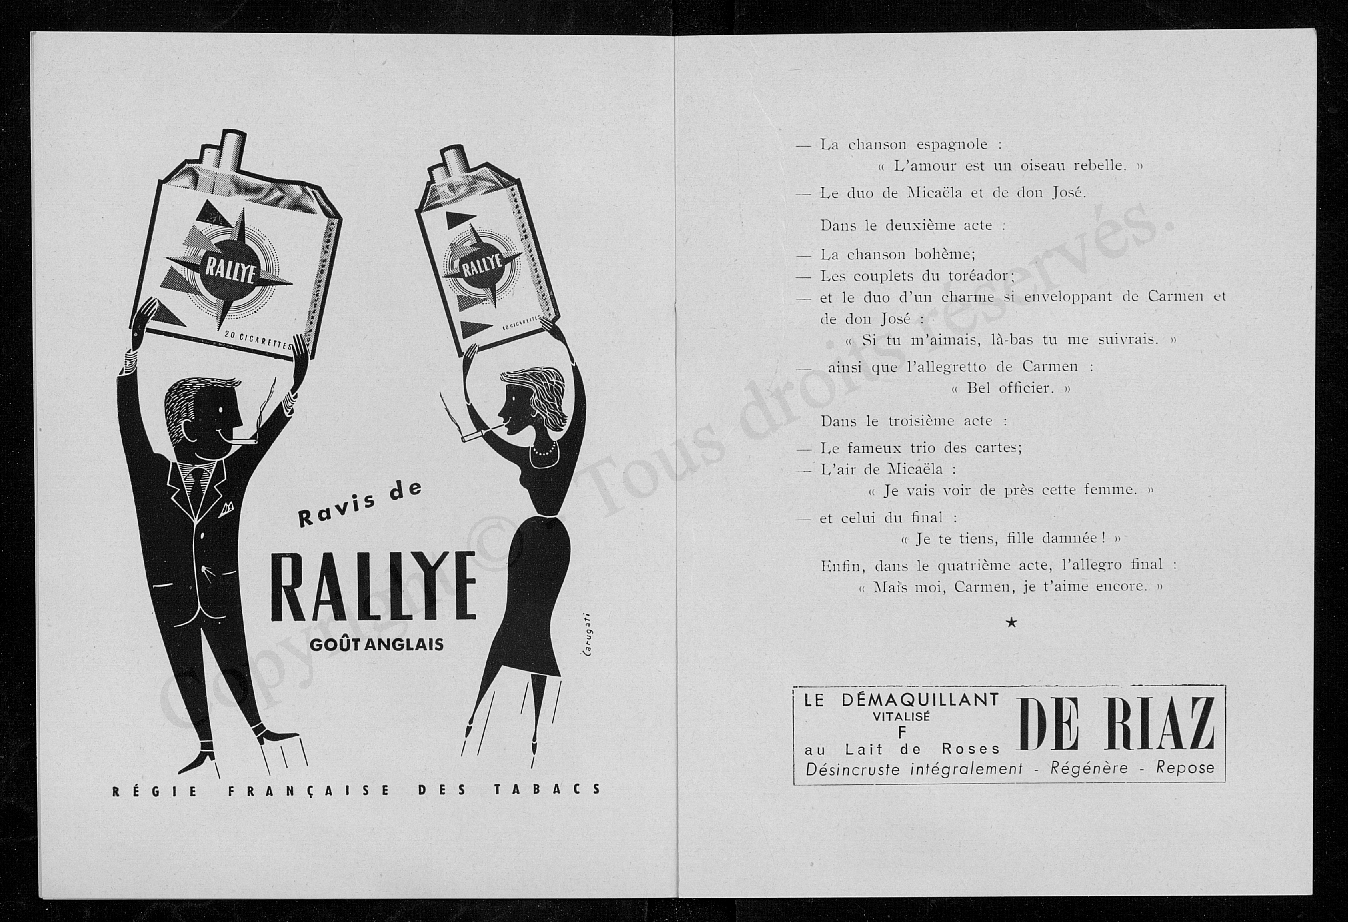 RALLYE
20 CIGARETTES
RALLYE
20 CIGARETTES
Ravis de
RALLYE
GOÛT ANGLAIS
Carugati
RÉGIE FRANÇAISE DES TABACS
— La chanson espagnole :
« L'amour est un oiseau rebelle. »
— Le duo de Micaëla et de don José.
Dans le deuxième acte :
— La chanson bohème;
— Les couplets du toréador;
— et le duo d'un charme si enveloppant de Carmen et
de don José :
« Si tu m'aimais, là-bas tu me suivrais. »
— ainsi que l'allegretto de Carmen :
« Bel officier. »
Dans le troisième acte :
— Le fameux trio des cartes;
— L'air de Micaëla :
« Je vais voir de près cette femme. »
— et celui du final :
« Je te tiens, fille damnée ! »
Enfin, dans le quatrième acte, l'allegro final :
« Mais moi, Carmen, je t'aime encore. »
★
LE DÉMAQUILLANT
VITALISÉ
F
au Lait de Roses
DE RIAZ
Désincruste intégralement - Régénère - Repose
Copyright © Tous droits réservés.